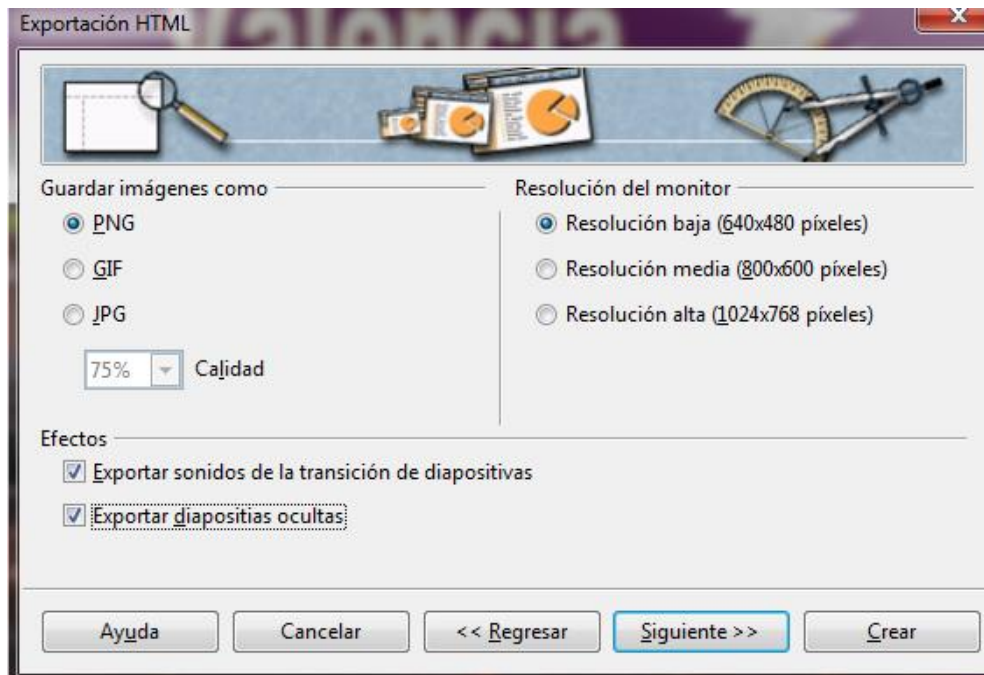 Valencia
Exportación HTML
Guardar imágenes como
PNG
GIF
JPG
75% Calidad
Resolución del monitor
Resolución baja (640x480 píxeles)
Resolución media (800x600 píxeles)
Resolución alta (1024x768 píxeles)
Efectos
Exportar sonidos de la transición de diapositivas
Exportar diapositias ocultas
Ayuda
Cancelar
<< Regresar
Siguiente >>
Crear